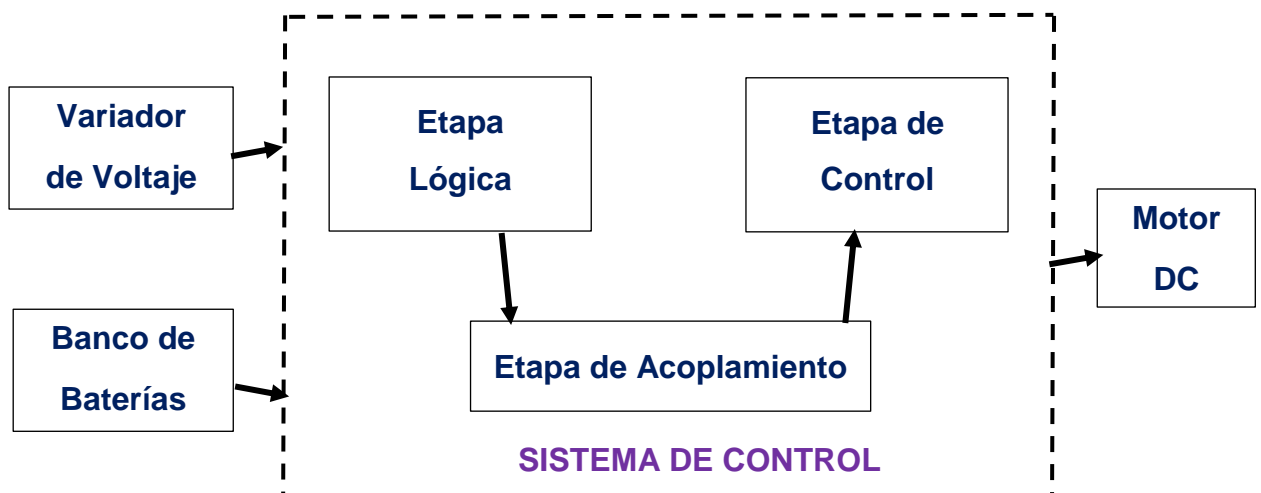 Variador
de Voltaje
Banco de
Baterías
Etapa
Lógica
Etapa de Acoplamiento
Etapa de
Control
SISTEMA DE CONTROL
Motor
DC